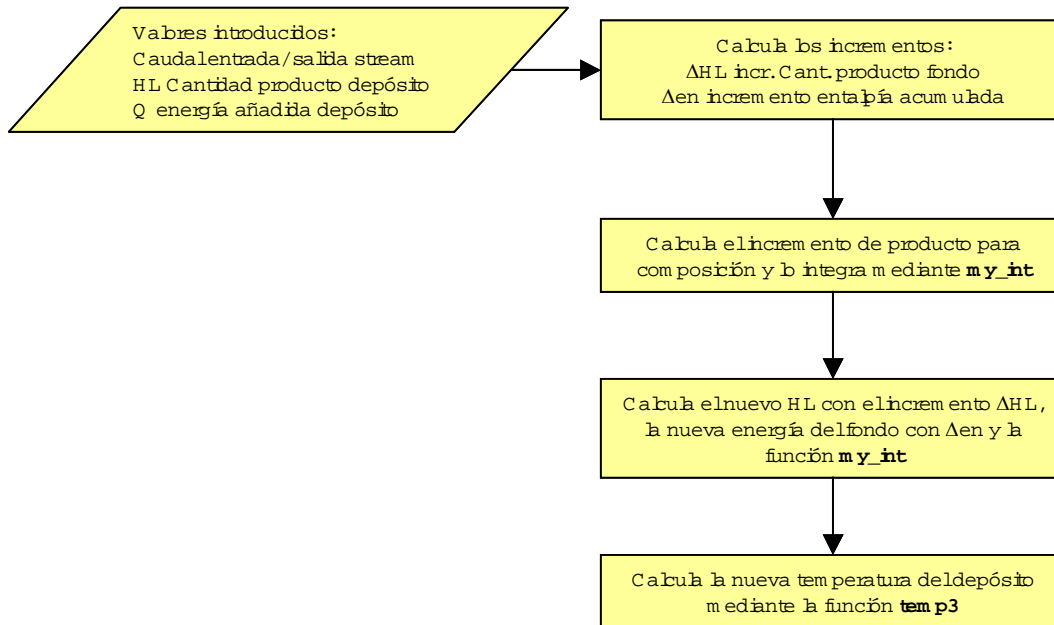 Valores introducidos:
Caudal entrada/salida stream
HL Cantidad producto depósito
Q energía añadida depósito
Calcula los incrementos:
ΔHL incr. Cant. producto fondo
Δen incremento entalpía acumulada
Calcula el incremento de producto para
composición y lo integra mediante my_int
Calcula el nuevo HL con el incremento ΔHL,
la nueva energía del fondo con Δen y la
función my_int
Calcula la nueva temperatura del depósito
mediante la función temp3